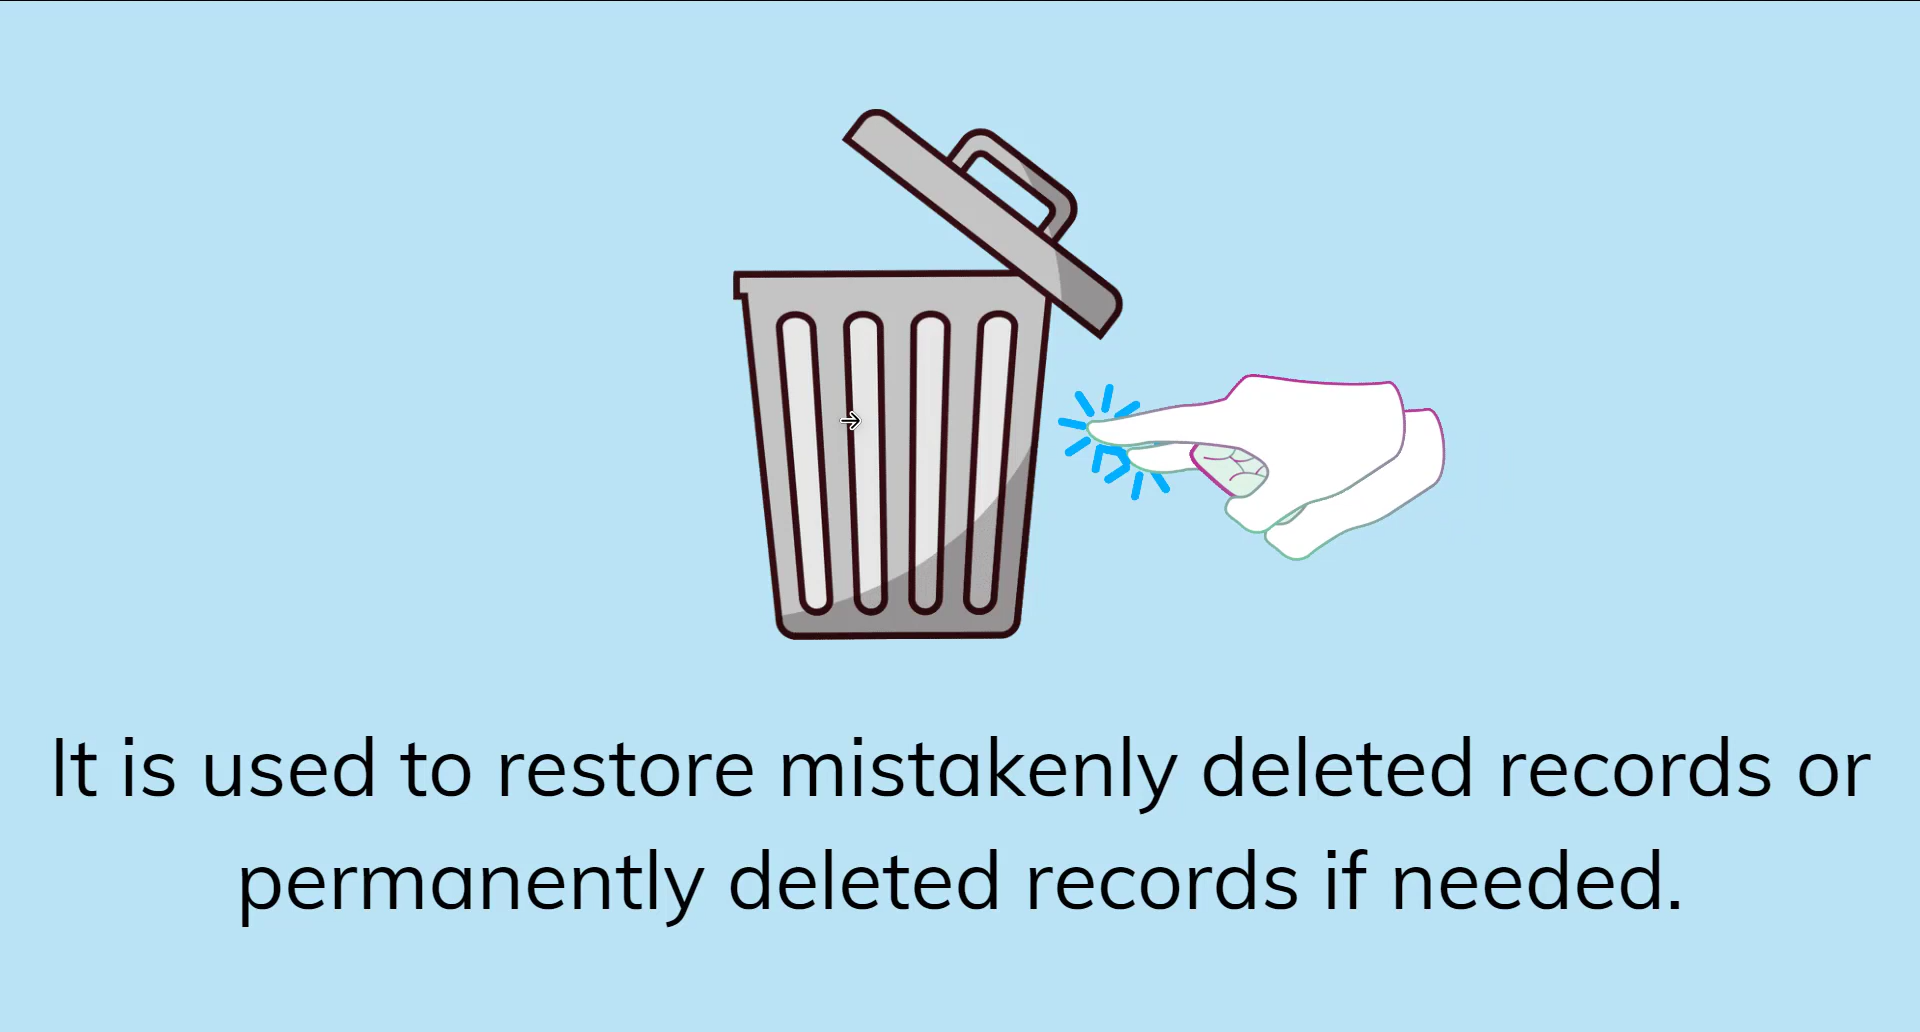 It is used to restore mistakenly deleted records or
permanently deleted records if needed.